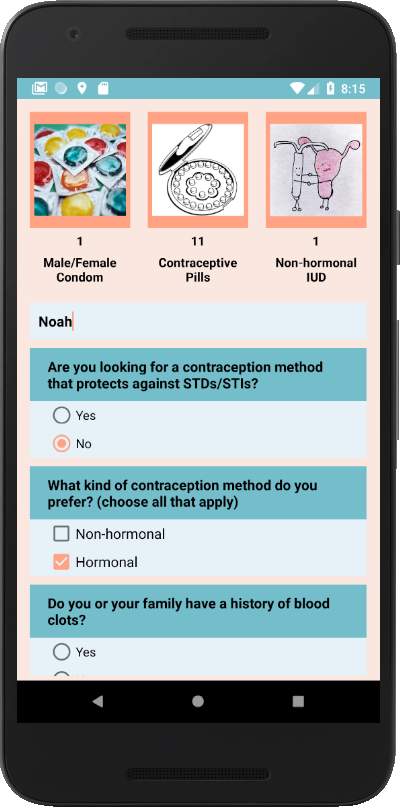 8:15
1
Male/Female
Condom
11
Contraceptive
Pills
1
Non-hormonal
IUD
Noah
Are you looking for a contraception method
that protects against STDs/STIs?
Yes
No
What kind of contraception method do you
prefer? (choose all that apply)
Non-hormonal
Hormonal
Do you or your family have a history of blood
clots?
Yes